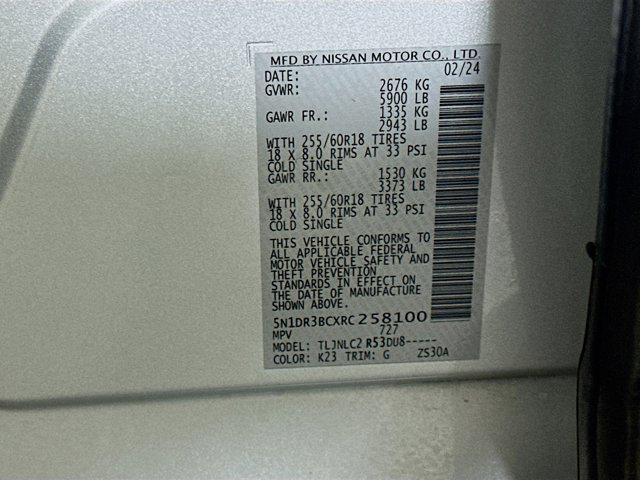 MFD BY NISSAN MOTOR CO., LTD.
DATE: 02/24
GVWR: 2676 KG
5900 LB
GAWR FR.: 1335 KG
2943 LB
WITH 255/60R18 TIRES
18 X 8.0 RIMS AT 33 PSI
COLD SINGLE
GAWR RR.: 1530 KG
3373 LB
WITH 255/60R18 TIRES
18 X 8.0 RIMS AT 33 PSI
COLD SINGLE
THIS VEHICLE CONFORMS TO
ALL APPLICABLE FEDERAL
MOTOR VEHICLE SAFETY AND
THEFT PREVENTION
STANDARDS IN EFFECT ON
THE DATE OF MANUFACTURE
SHOWN ABOVE.
5N1DR3BCXRC258100
MPV 727
MODEL: TLJNLC2 R53DU8-----
COLOR: K23 TRIM: G ZS30A